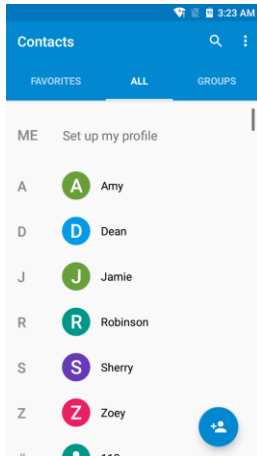 3:23 AM
Contacts
FAVORITES ALL GROUPS
ME Set up my profile
A A Amy
D D Dean
J J Jamie
R R Robinson
S S Sherry
Z Z Zoey